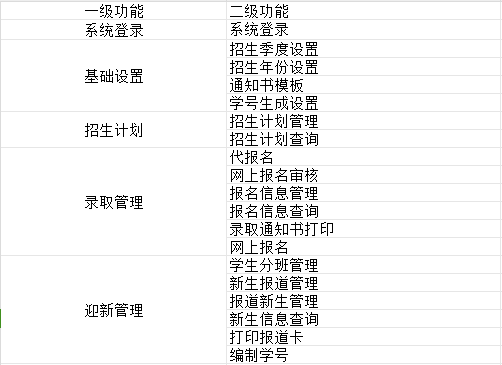 一级功能 二级功能
系统登录 系统登录
招生季度设置
招生年份设置
基础设置
通知书模板
学号生成设置
招生计划管理
招生计划
招生计划查询
代报名
网上报名审核
报名信息管理
录取管理
报名信息查询
录取通知书打印
网上报名
学生分班管理
新生报道管理
报道新生管理
迎新管理
新生信息查询
打印报道卡
编制学号